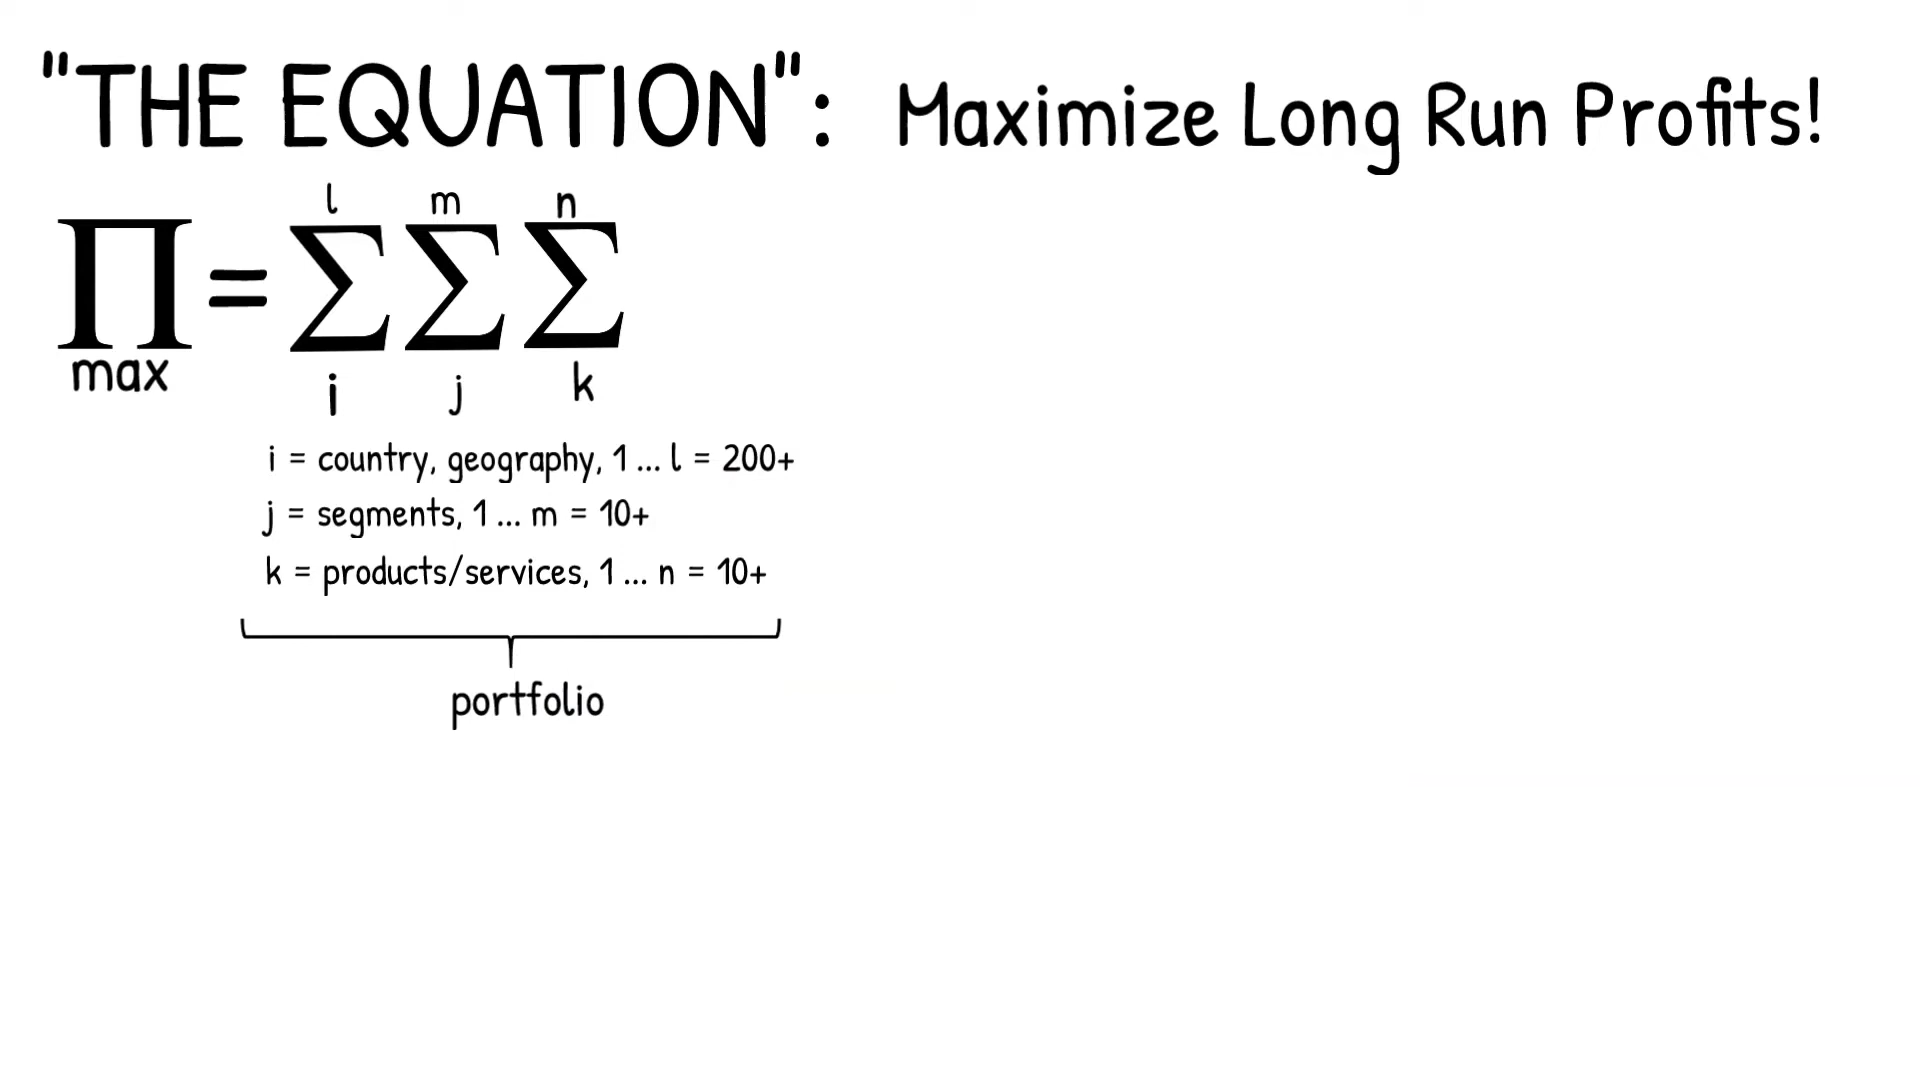 "THE EQUATION": Maximize Long Run Profits!
l m n
Π = Σ Σ Σ
max i j k
i = country, geography, 1 ... l = 200+
j = segments, 1 ... m = 10+
k = products/services, 1 ... n = 10+
portfolio